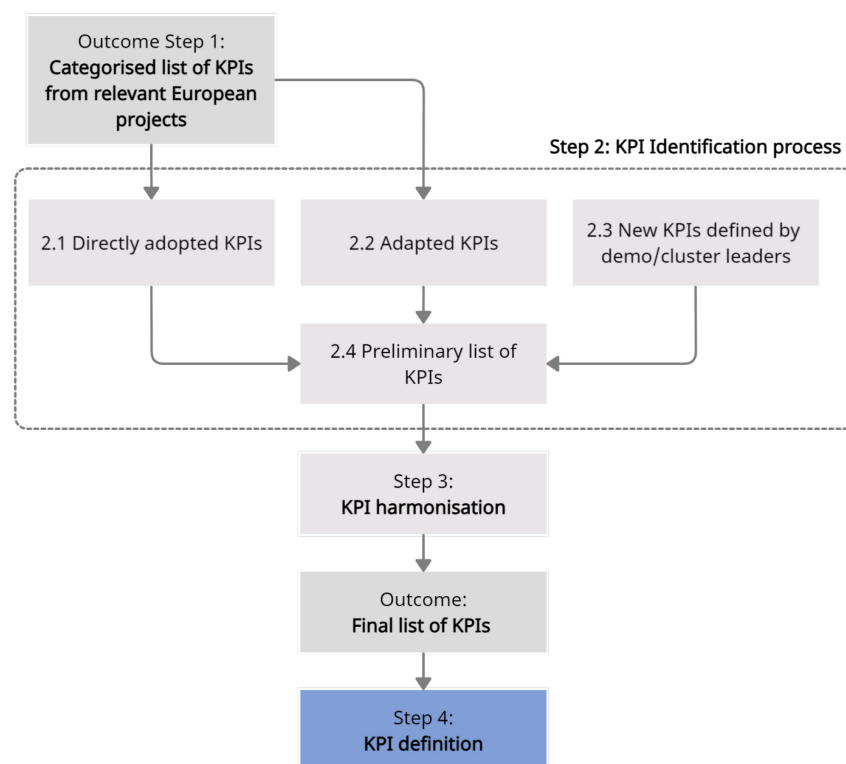 Outcome Step 1:
Categorised list of KPIs
from relevant European
projects
Step 2: KPI Identification process
2.1 Directly adopted KPIs
2.2 Adapted KPIs
2.3 New KPIs defined by
demo/cluster leaders
2.4 Preliminary list of
KPIs
Step 3:
KPI harmonisation
Outcome:
Final list of KPIs
Step 4:
KPI definition